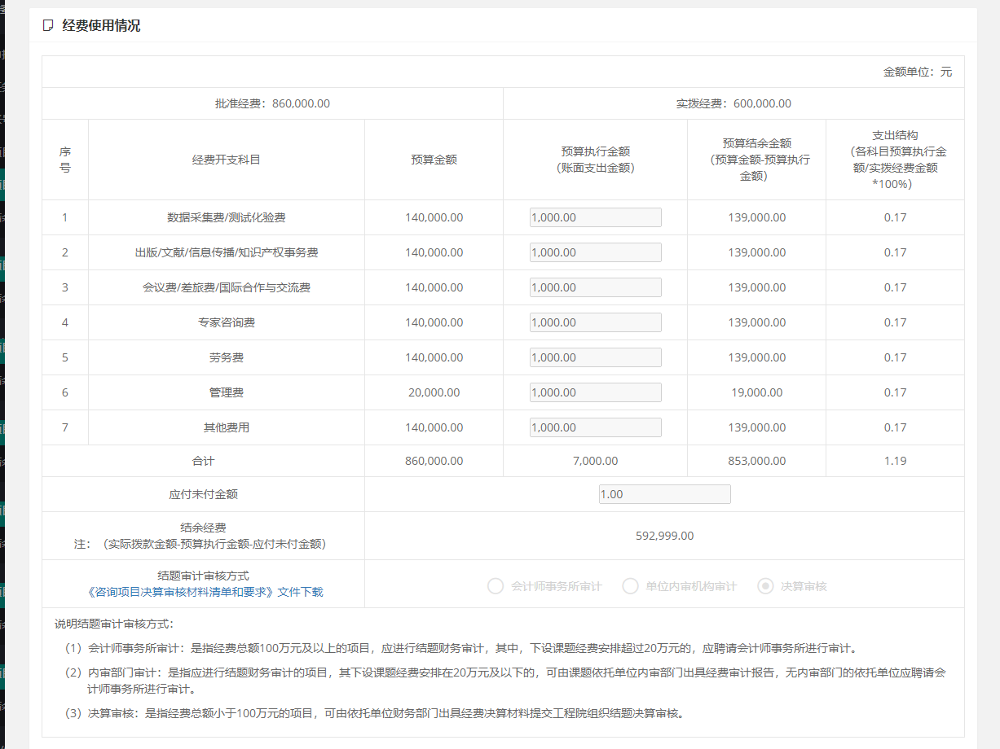 经费使用情况
金额单位：元
批准经费：860,000.00
实拨经费：600,000.00
序
号
经费开支科目
预算金额
预算执行金额
（账面支出金额）
预算结余金额
（预算金额-预算执行
金额）
支出结构
（各科目预算执行金
额/实拨经费金额
*100%）
1 数据采集费/测试化验费 140,000.00 1,000.00 139,000.00 0.17
2 出版/文献/信息传播/知识产权事务费 140,000.00 1,000.00 139,000.00 0.17
3 会议费/差旅费/国际合作与交流费 140,000.00 1,000.00 139,000.00 0.17
4 专家咨询费 140,000.00 1,000.00 139,000.00 0.17
5 劳务费 140,000.00 1,000.00 139,000.00 0.17
6 管理费 20,000.00 1,000.00 19,000.00 0.17
7 其他费用 140,000.00 1,000.00 139,000.00 0.17
合计 860,000.00 7,000.00 853,000.00 1.19
应付未付金额 1.00
结余经费
注：（实际拨款金额-预算执行金额-应付未付金额）
592,999.00
结题审计审核方式
《咨询项目决算审核材料清单和要求》文件下载
会计师事务所审计 单位内审机构审计 决算审核
说明结题审计审核方式：
（1）会计师事务所审计：是指经费总额100万元及以上的项目，应进行结题财务审计，其中，下设课题经费安排超过20万元的，应聘请会计师事务所进行审计。
（2）内审部门审计：是指应进行结题财务审计的项目，其下设课题经费安排在20万元及以下的，可由课题依托单位内审部门出具经费审计报告，无内审部门的依托单位应聘请会
计师事务所进行审计。
（3）决算审核：是指经费总额小于100万元的项目，可由依托单位财务部门出具经费决算材料提交工程院组织结题决算审核。